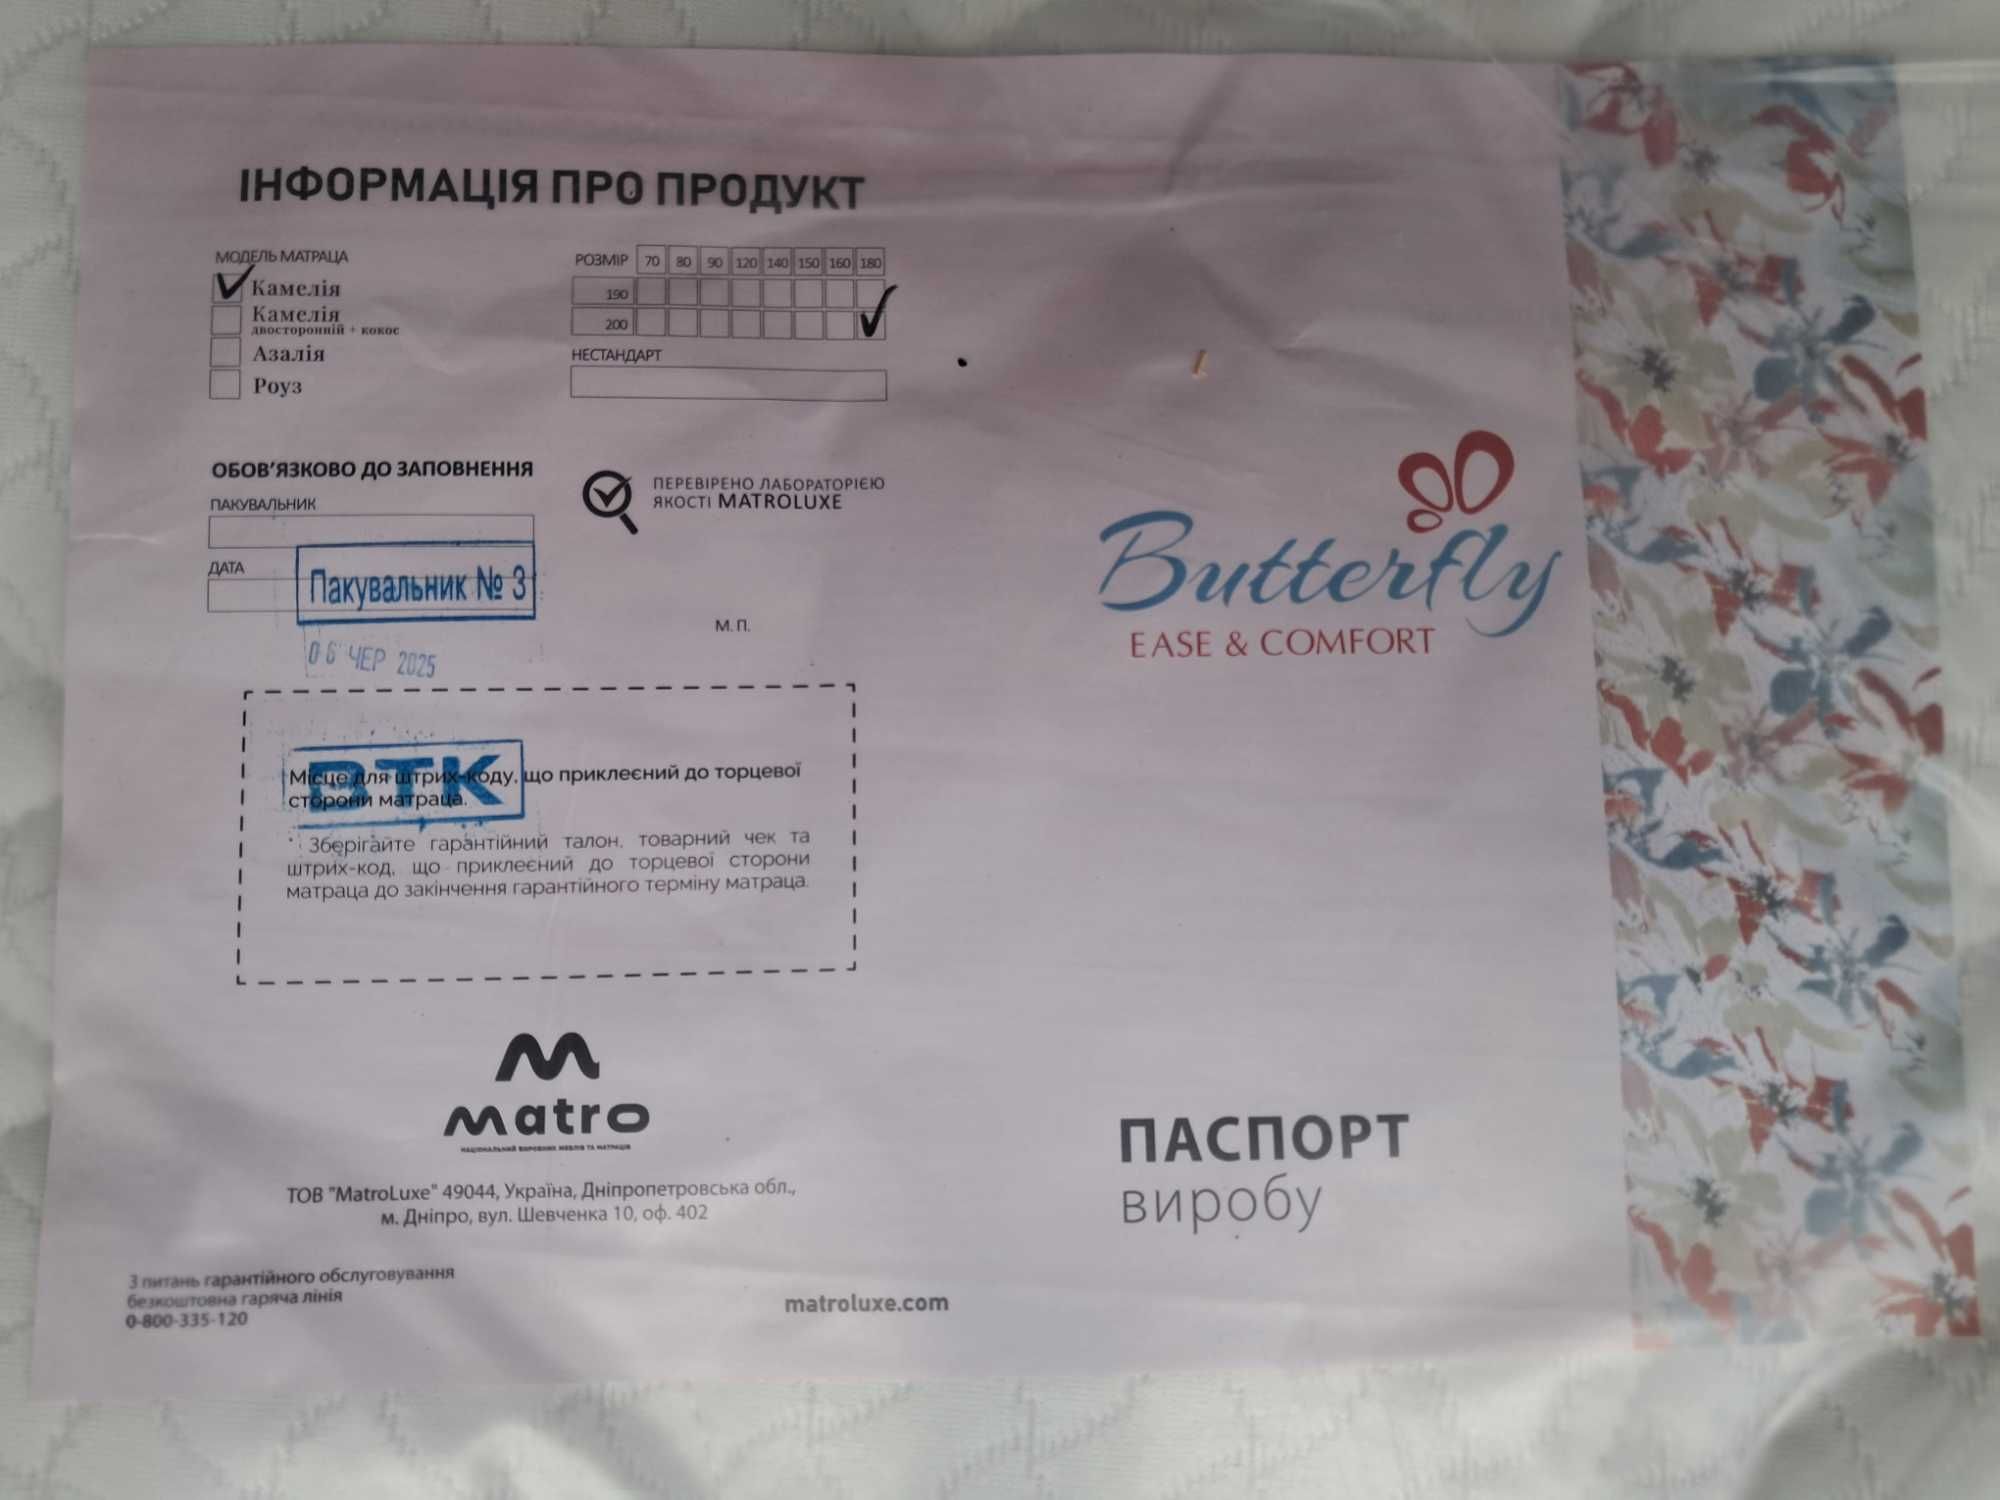 ІНФОРМАЦІЯ ПРО ПРОДУКТ
МОДЕЛЬ МАТРАЦА
Камелія
Камелія
двосторонній + кокос
Азалія
Роуз
РОЗМІР 70 80 90 120 140 150 160 180
190
200
НЕСТАНДАРТ
ОБОВ'ЯЗКОВО ДО ЗАПОВНЕННЯ
ПАКУВАЛЬНИК
ДАТА
Пакувальник № 3
06 ЧЕР 2025
ПЕРЕВІРЕНО ЛАБОРАТОРІЄЮ
ЯКОСТІ MATROLUXE
М. П.
ВТК
Місце для штрих-коду, що приклеєний до торцевої
сторони матраца.
* Зберігайте гарантійний талон, товарний чек та
штрих-код, що приклеєний до торцевої сторони
матраца до закінчення гарантійного терміну матраца.
matro
НАЦІОНАЛЬНИЙ ВИРОБНИК МЕБЛІВ ТА МАТРАЦІВ
ТОВ "MatroLuxe" 49044, Україна, Дніпропетровська обл.,
м. Дніпро, вул. Шевченка 10, оф. 402
З питань гарантійного обслуговування
безкоштовна гаряча лінія
0-800-335-120
matroluxe.com
Butterfly
EASE & COMFORT
ПАСПОРТ
виробу